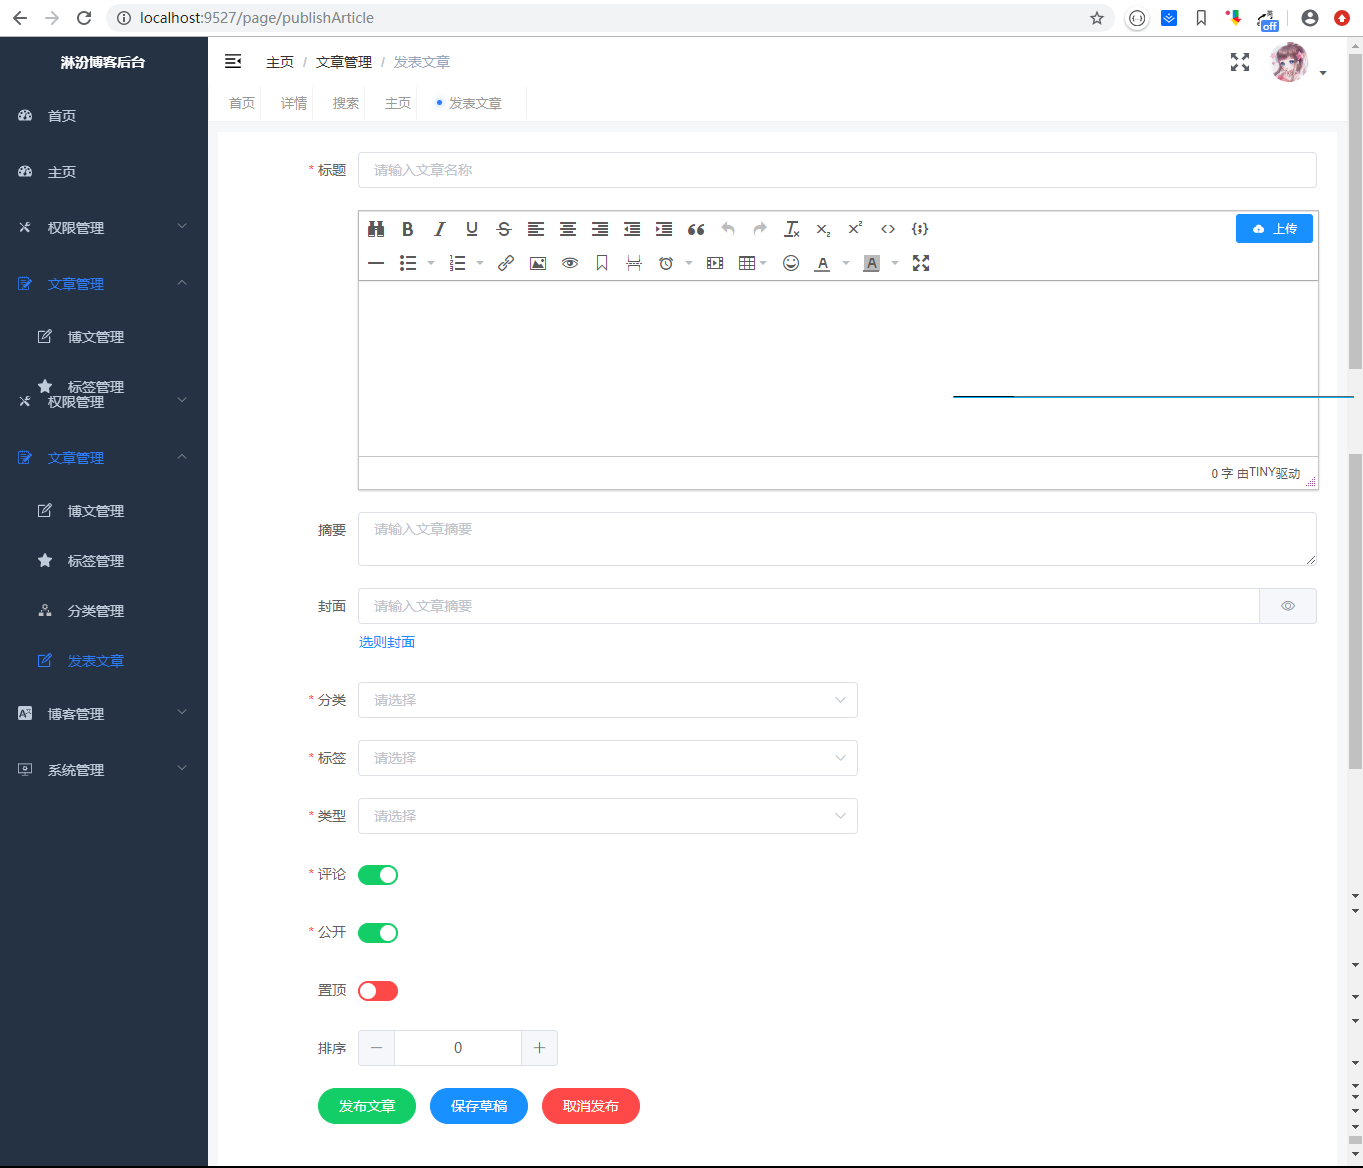 localhost:9527/page/publishArticle
off
淋汾博客后台
主页 / 文章管理 / 发表文章
首页 详情 搜索 主页 发表文章
首页
主页
权限管理
文章管理
博文管理
标签管理
权限管理
文章管理
博文管理
标签管理
分类管理
发表文章
博客管理
系统管理
* 标题 请输入文章名称
上传
0 字 由TINY驱动
摘要 请输入文章摘要
封面 请输入文章摘要
选则封面
* 分类 请选择
* 标签 请选择
* 类型 请选择
* 评论
* 公开
置顶
排序 0
发布文章 保存草稿 取消发布